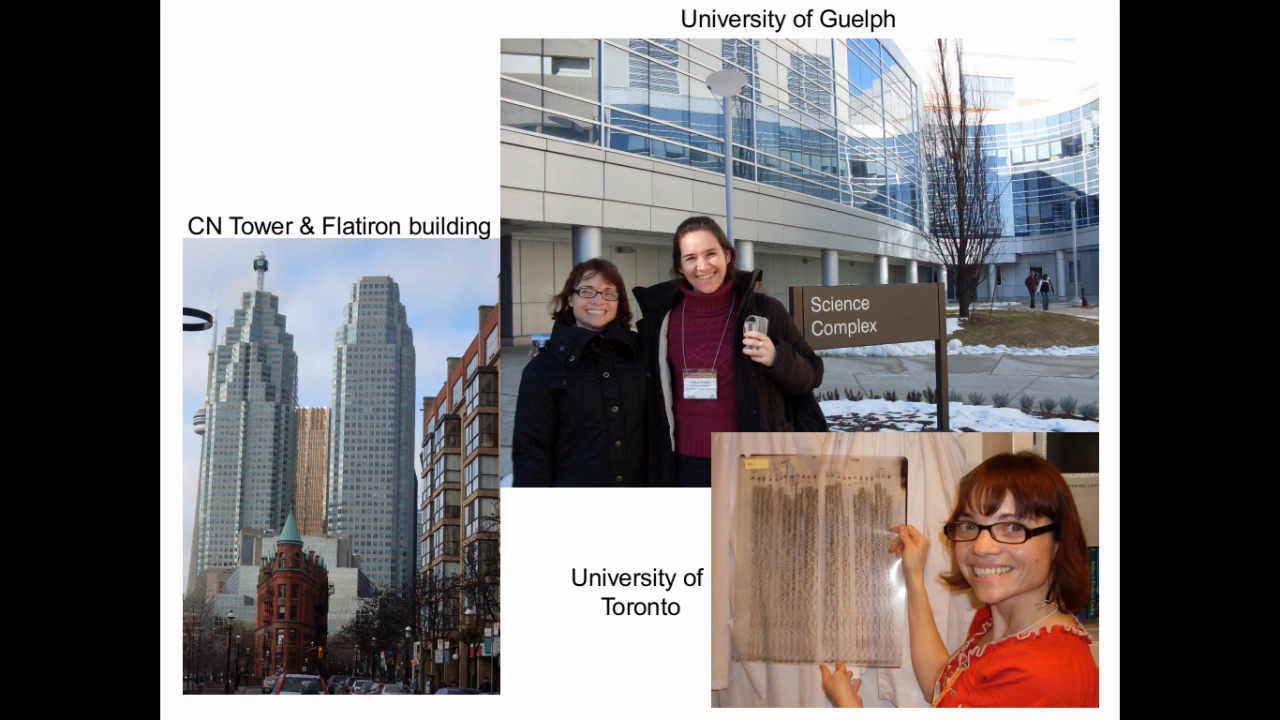 University of Guelph
CN Tower & Flatiron building
Science
Complex
University of
Toronto